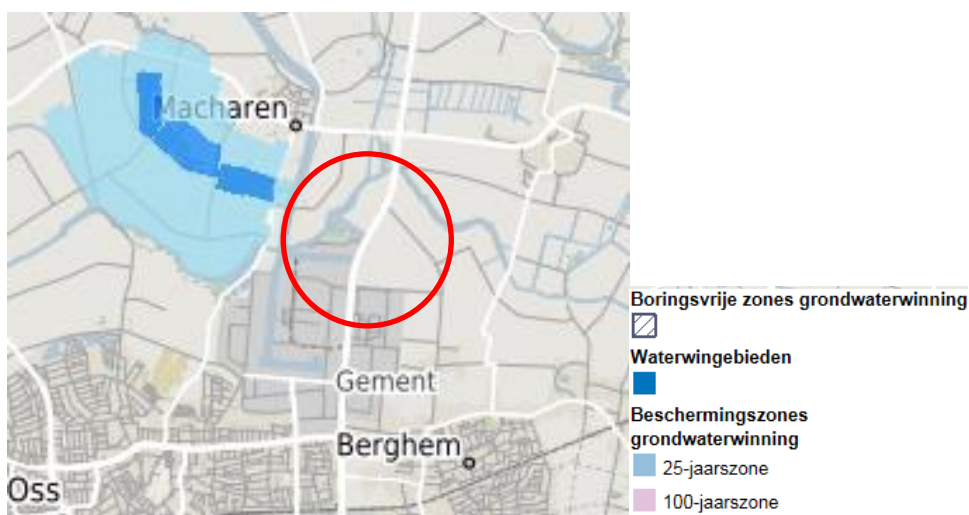 Macharen
Gement
Berghem
Oss
Boringsvrije zones grondwaterwinning
Waterwingebieden
Beschermingszones
grondwaterwinning
25-jaarszone
100-jaarszone